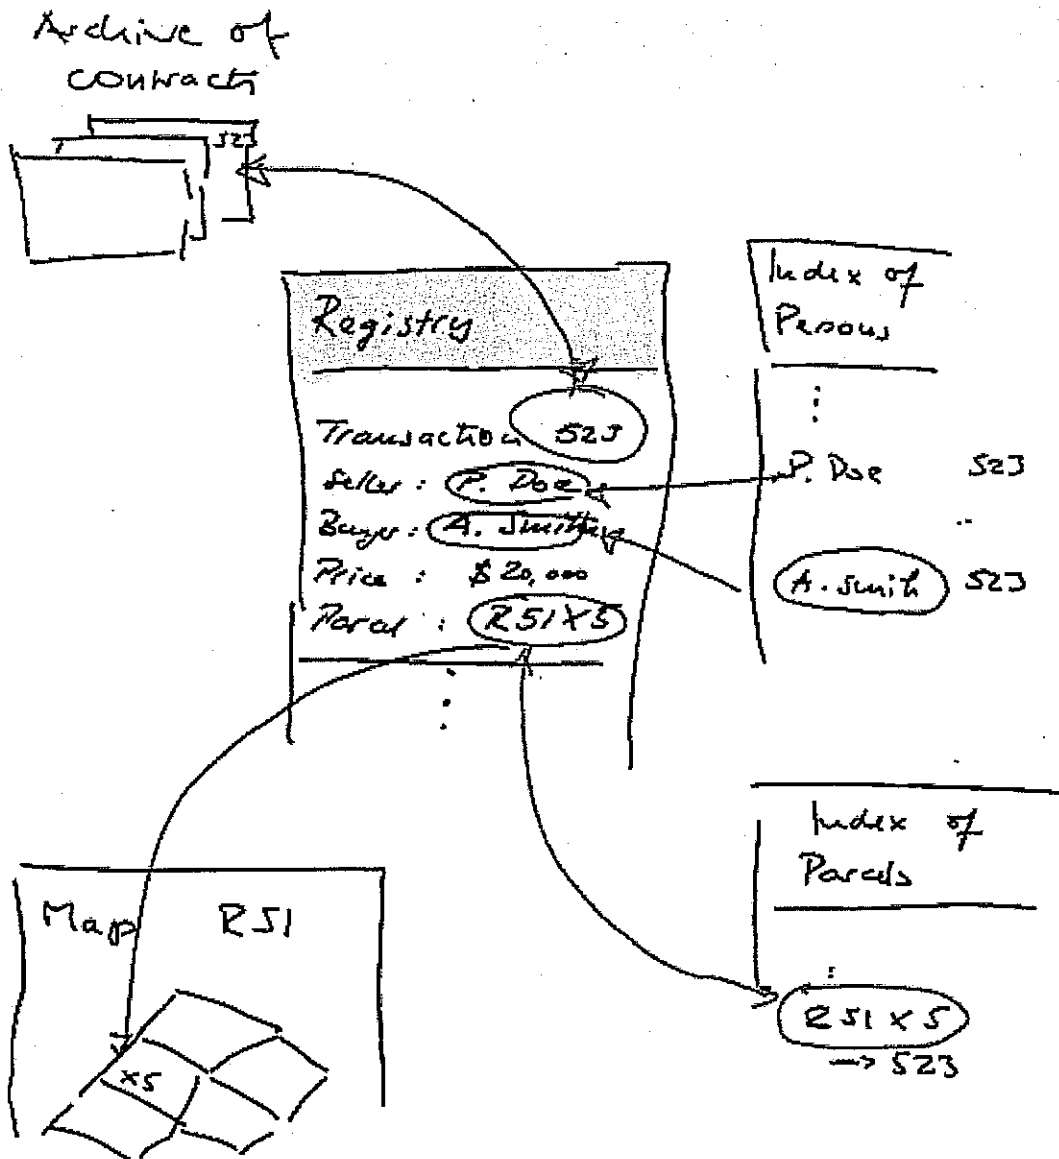 Archive of
contracts
523
Registry
Transaction 523
Seller : P. Doe
Buyer : A. Smith
Price : $ 20,000
Parcel : R51X5
Index of
Persons
P. Doe 523
A. Smith 523
Map R51
X5
Index of
Parcels
R51X5
→ 523